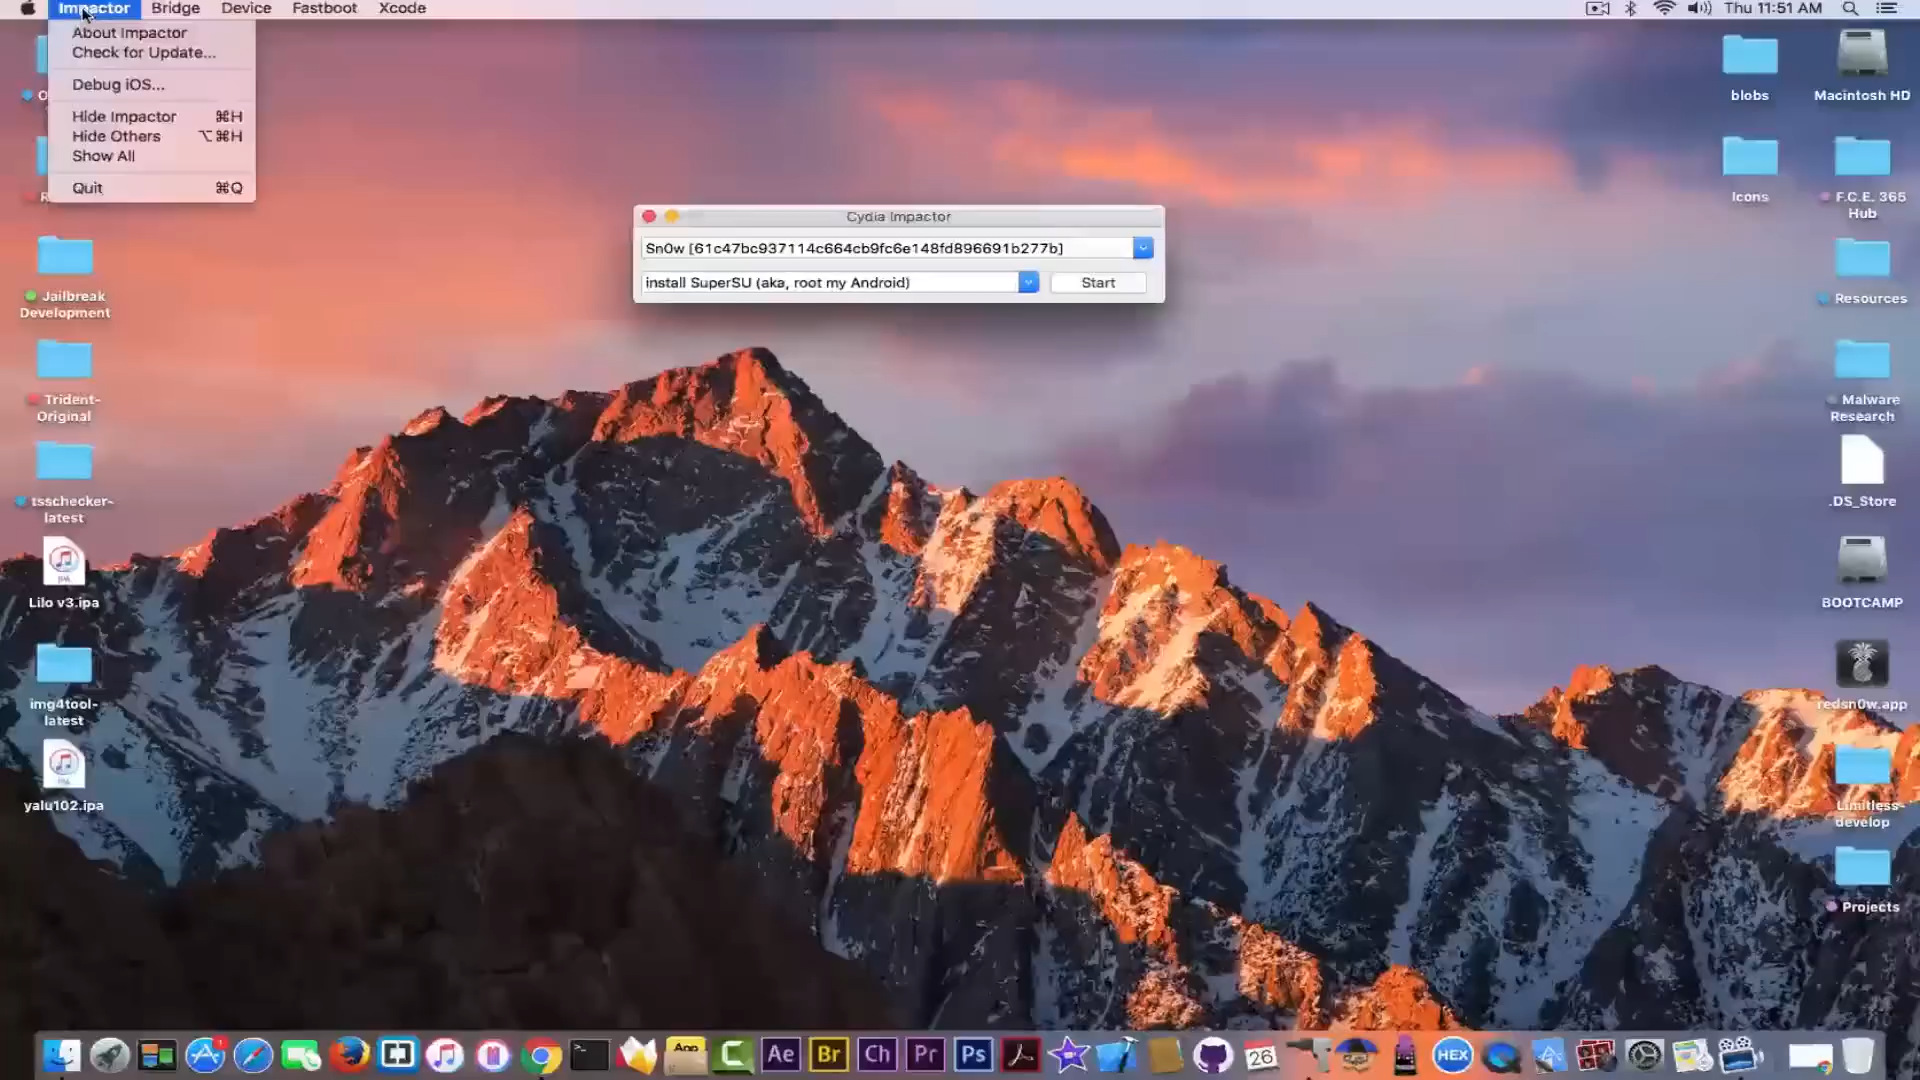 Impactor Bridge Device Fastboot Xcode
Thu 11:51 AM
About Impactor
Check for Update...
Debug iOS...
Hide Impactor ⌘H
Hide Others ⌥⌘H
Show All
Quit ⌘Q
Cydia Impactor
Sn0w [61c47bc937114c664cb9fc6e148fd896691b277b]
install SuperSU (aka, root my Android)
Start
Jailbreak
Development
Trident-
Original
tsschecker-
latest
Lilo v3.ipa
img4tool-
latest
yalu102.ipa
blobs
Icons
Macintosh HD
F.C.E. 365
Hub
Resources
Malware
Research
.DS_Store
BOOTCAMP
redsn0w.app
Limitless-
develop
Projects
App
Ae
Br
Ch
Pr
Ps
26
HEX